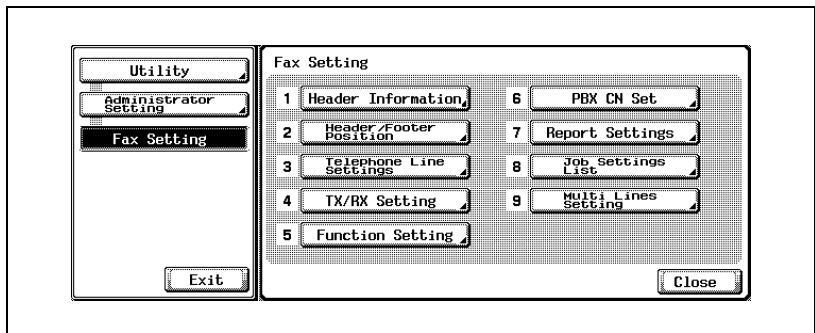 Utility
Administrator
Setting
Fax Setting
Exit
Fax Setting
1 Header Information
2 Header/Footer
Position
3 Telephone Line
Settings
4 TX/RX Setting
5 Function Setting
6 PBX CN Set
7 Report Settings
8 Job Settings
List
9 Multi Lines
Setting
Close